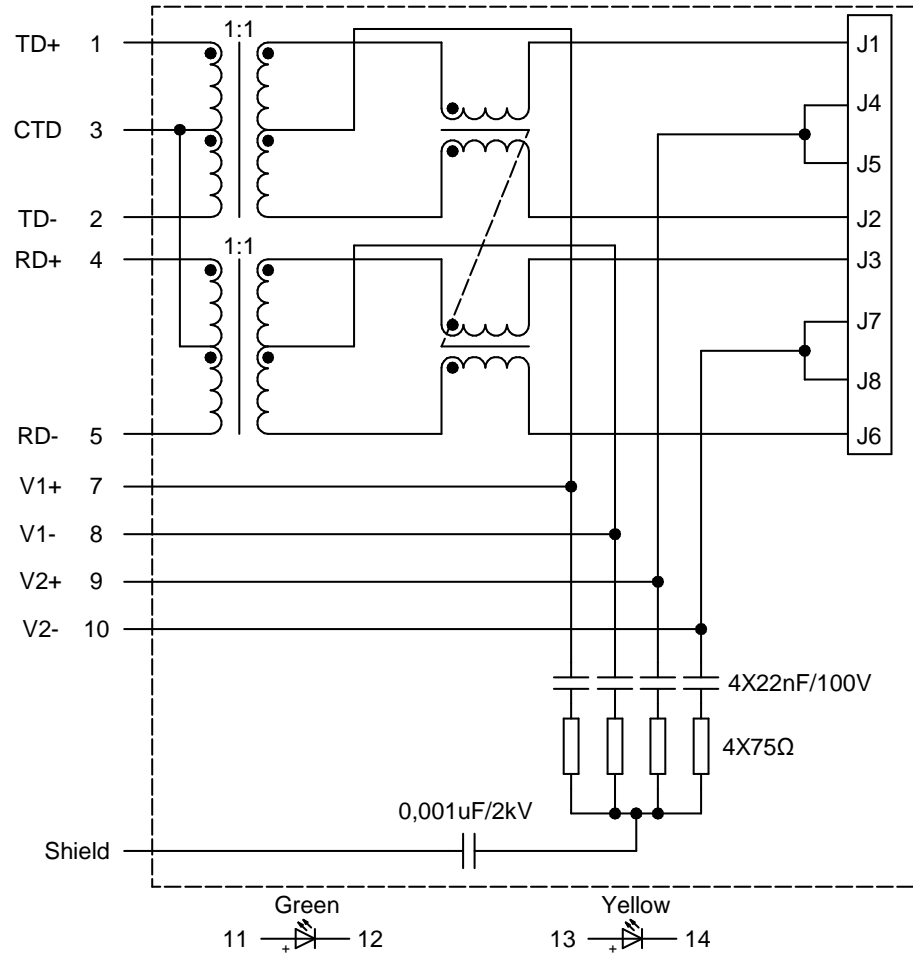 TD+ 1 1:1 J1
J4
CTD 3
J5
TD- 2 J2
RD+ 4 1:1 J3
J7
J8
RD- 5 J6
V1+ 7
V1- 8
V2+ 9
V2- 10
4X22nF/100V
4X75Ω
0,001uF/2kV
Shield
Green Yellow
11 + 12 13 + 14